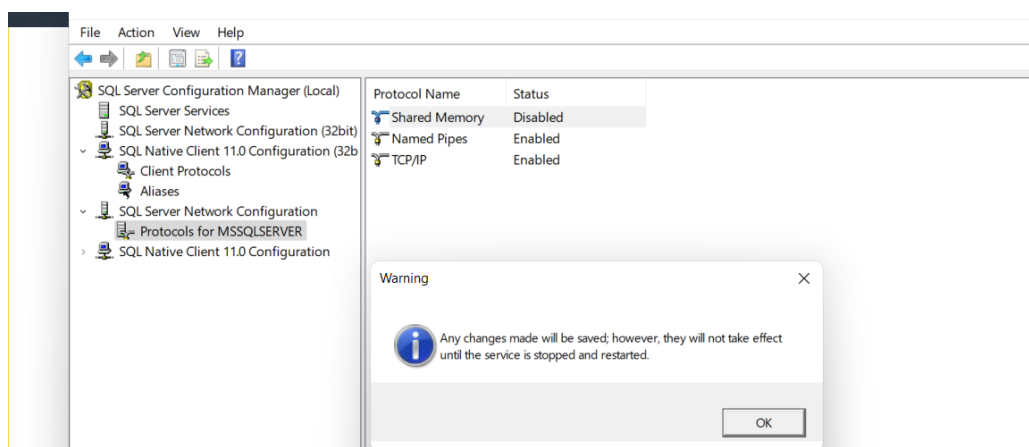 File Action View Help
SQL Server Configuration Manager (Local)
SQL Server Services
SQL Server Network Configuration (32bit)
SQL Native Client 11.0 Configuration (32b
Client Protocols
Aliases
SQL Server Network Configuration
Protocols for MSSQLSERVER
SQL Native Client 11.0 Configuration
Protocol Name Status
Shared Memory Disabled
Named Pipes Enabled
TCP/IP Enabled
Warning
Any changes made will be saved; however, they will not take effect
until the service is stopped and restarted.
OK